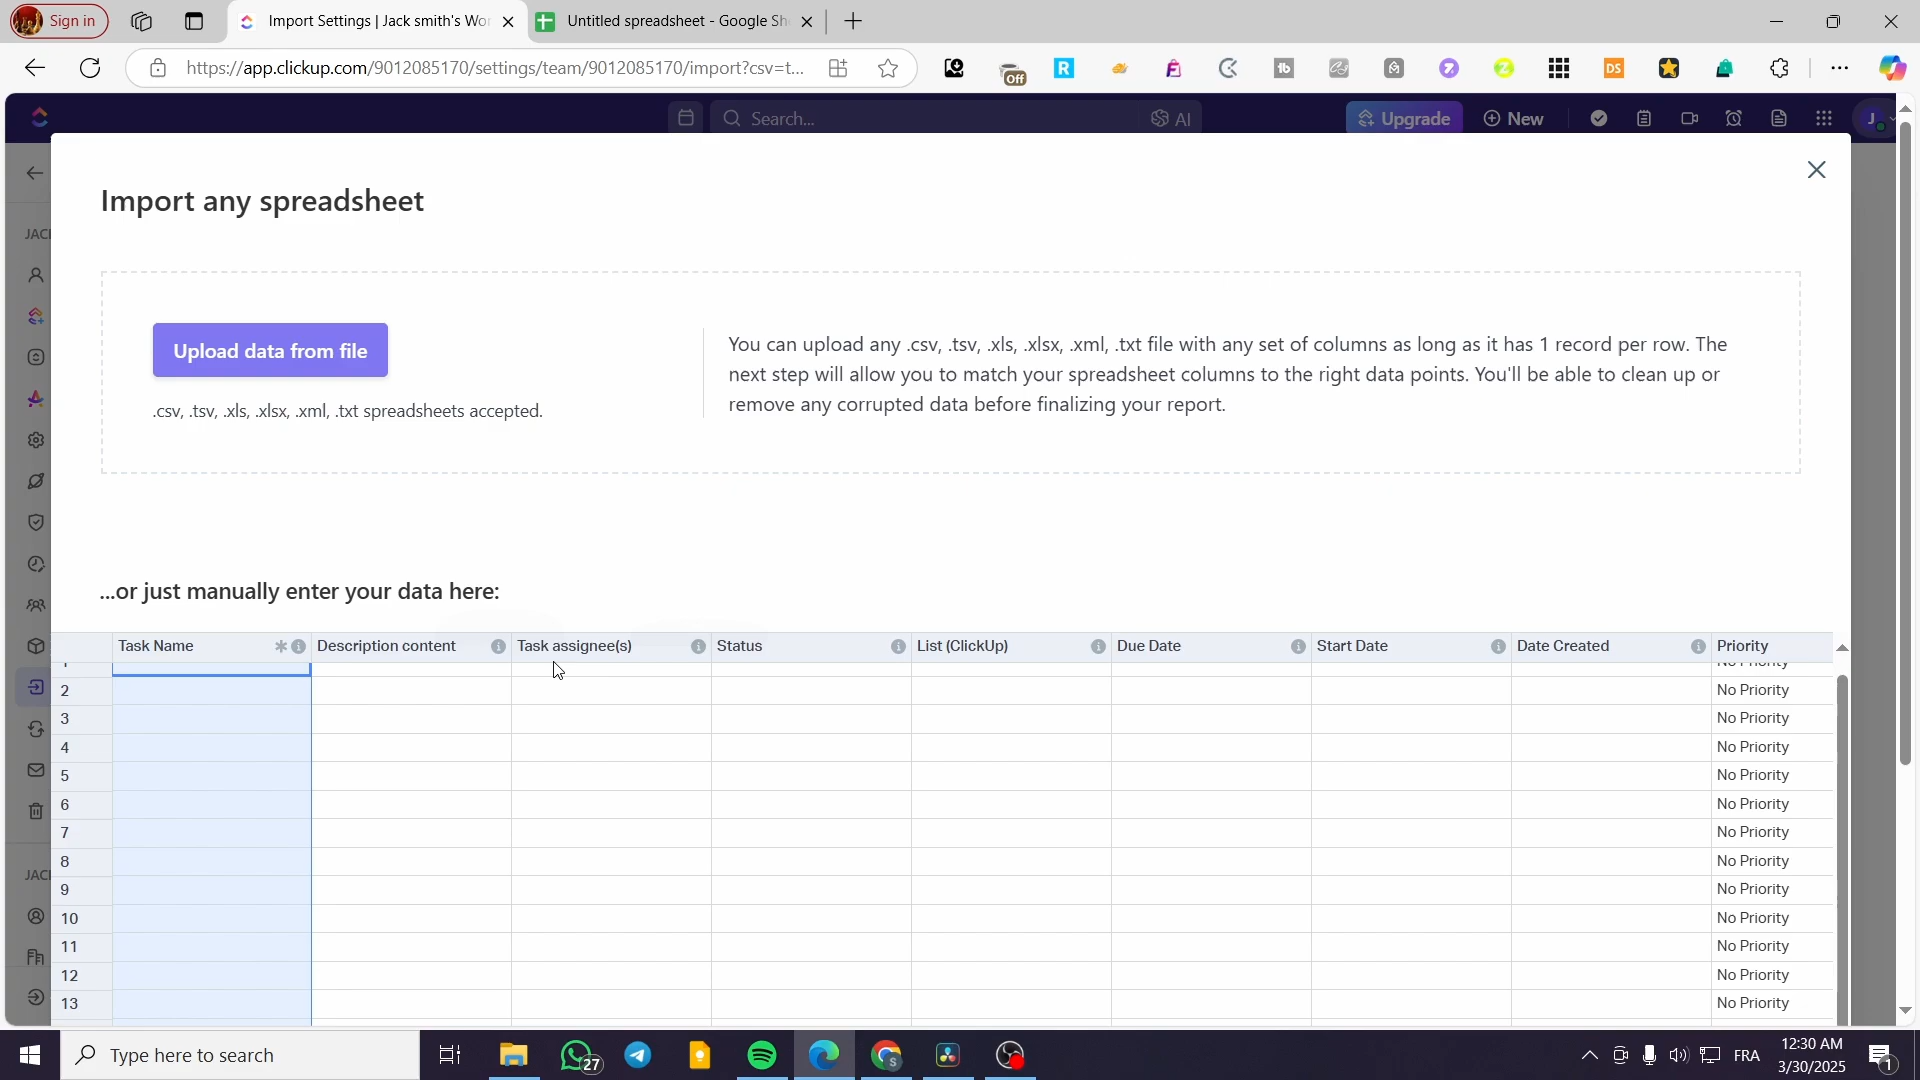 Sign in
Import Settings | Jack smith's Wor
Untitled spreadsheet - Google She
https://app.clickup.com/9012085170/settings/team/9012085170/import?csv=t...
Off
DS
Search...
AI
Upgrade
New
J
Import any spreadsheet
JACK
Upload data from file
.csv, .tsv, .xls, .xlsx, .xml, .txt spreadsheets accepted.
You can upload any .csv, .tsv, .xls, .xlsx, .xml, .txt file with any set of columns as long as it has 1 record per row. The
next step will allow you to match your spreadsheet columns to the right data points. You'll be able to clean up or
remove any corrupted data before finalizing your report.
...or just manually enter your data here:
Task Name * Description content Task assignee(s) Status List (ClickUp) Due Date Start Date Date Created Priority
1 No Priority
2 No Priority
3 No Priority
4 No Priority
5 No Priority
6 No Priority
7 No Priority
8 No Priority
JACK
9 No Priority
10 No Priority
11 No Priority
12 No Priority
13 No Priority
Type here to search
27
FRA
12:30 AM
3/30/2025
1